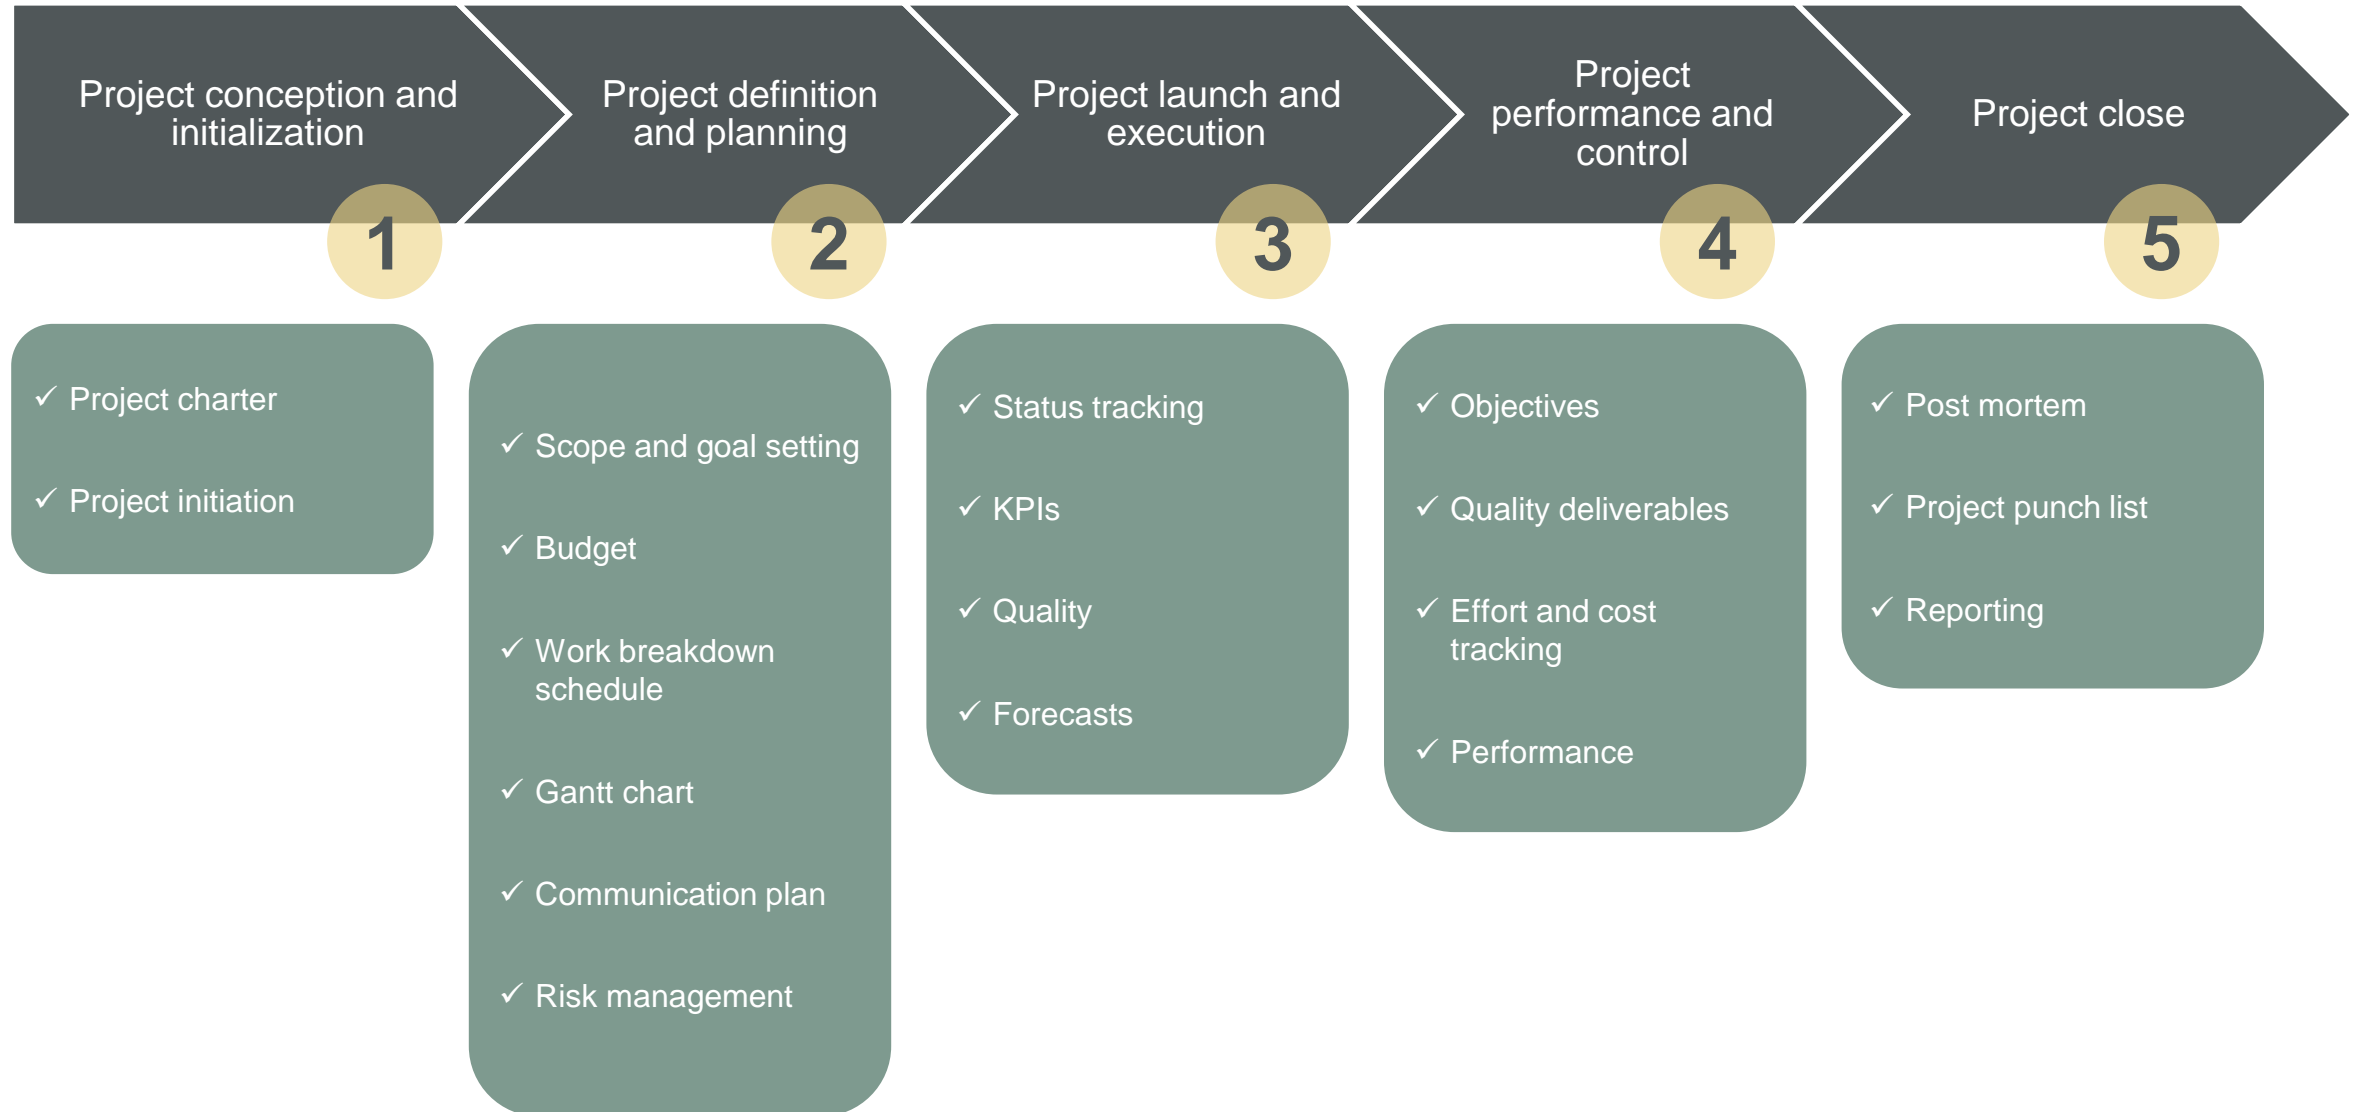 Project conception and
initialization
Project definition
and planning
Project launch and
execution
Project
performance and
control
Project close
1
2
3
4
5
✓ Project charter
✓ Project initiation
✓ Scope and goal setting
✓ Budget
✓ Work breakdown
schedule
✓ Gantt chart
✓ Communication plan
✓ Risk management
✓ Status tracking
✓ KPIs
✓ Quality
✓ Forecasts
✓ Objectives
✓ Quality deliverables
✓ Effort and cost
tracking
✓ Performance
✓ Post mortem
✓ Project punch list
✓ Reporting